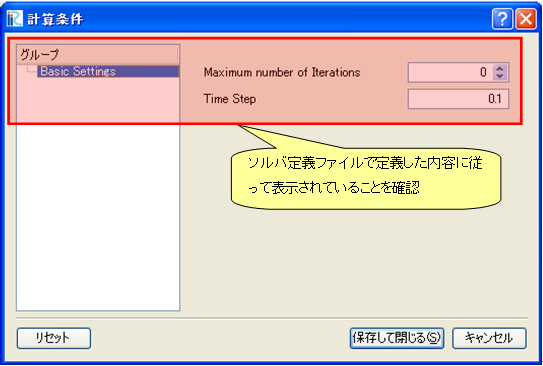 計算条件
グループ
Basic Settings
Maximum number of Iterations 0
Time Step 0.1
ソルバ定義ファイルで定義した内容に従
って表示されていることを確認
リセット 保存して閉じる(S) キャンセル